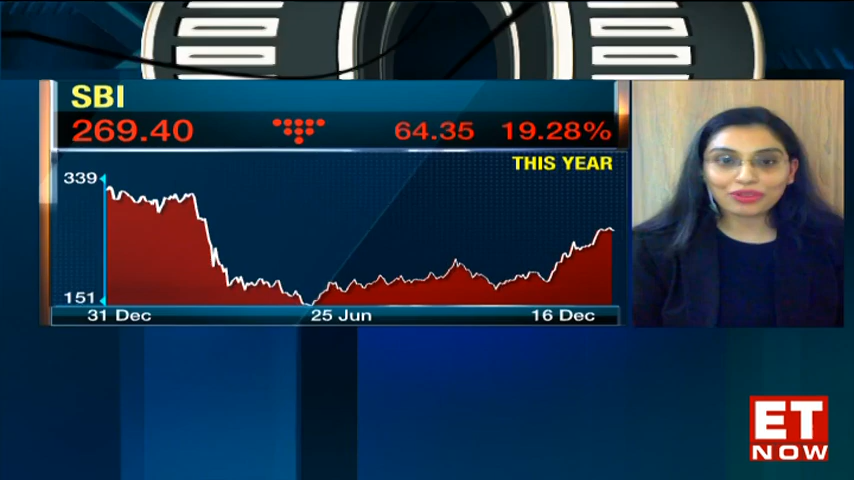 SBI
269.40 64.35 19.28%
THIS YEAR
339
151
31 Dec 25 Jun 16 Dec
ET
NOW